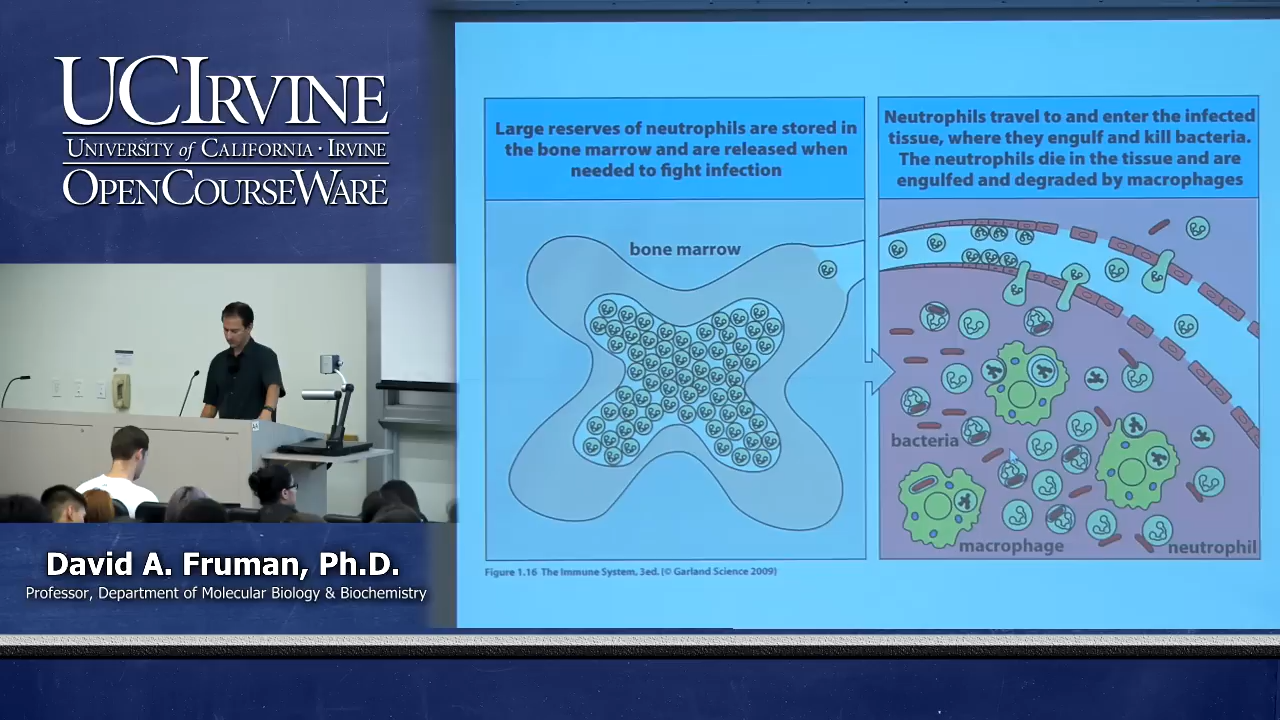 UCIRVINE
UNIVERSITY of CALIFORNIA · IRVINE
OPENCOURSEWARE
David A. Fruman, Ph.D.
Professor, Department of Molecular Biology & Biochemistry
Large reserves of neutrophils are stored in
the bone marrow and are released when
needed to fight infection
bone marrow
Figure 1.16 The Immune System, 3ed. (© Garland Science 2009)
Neutrophils travel to and enter the infected
tissue, where they engulf and kill bacteria.
The neutrophils die in the tissue and are
engulfed and degraded by macrophages
bacteria
macrophage
neutrophil